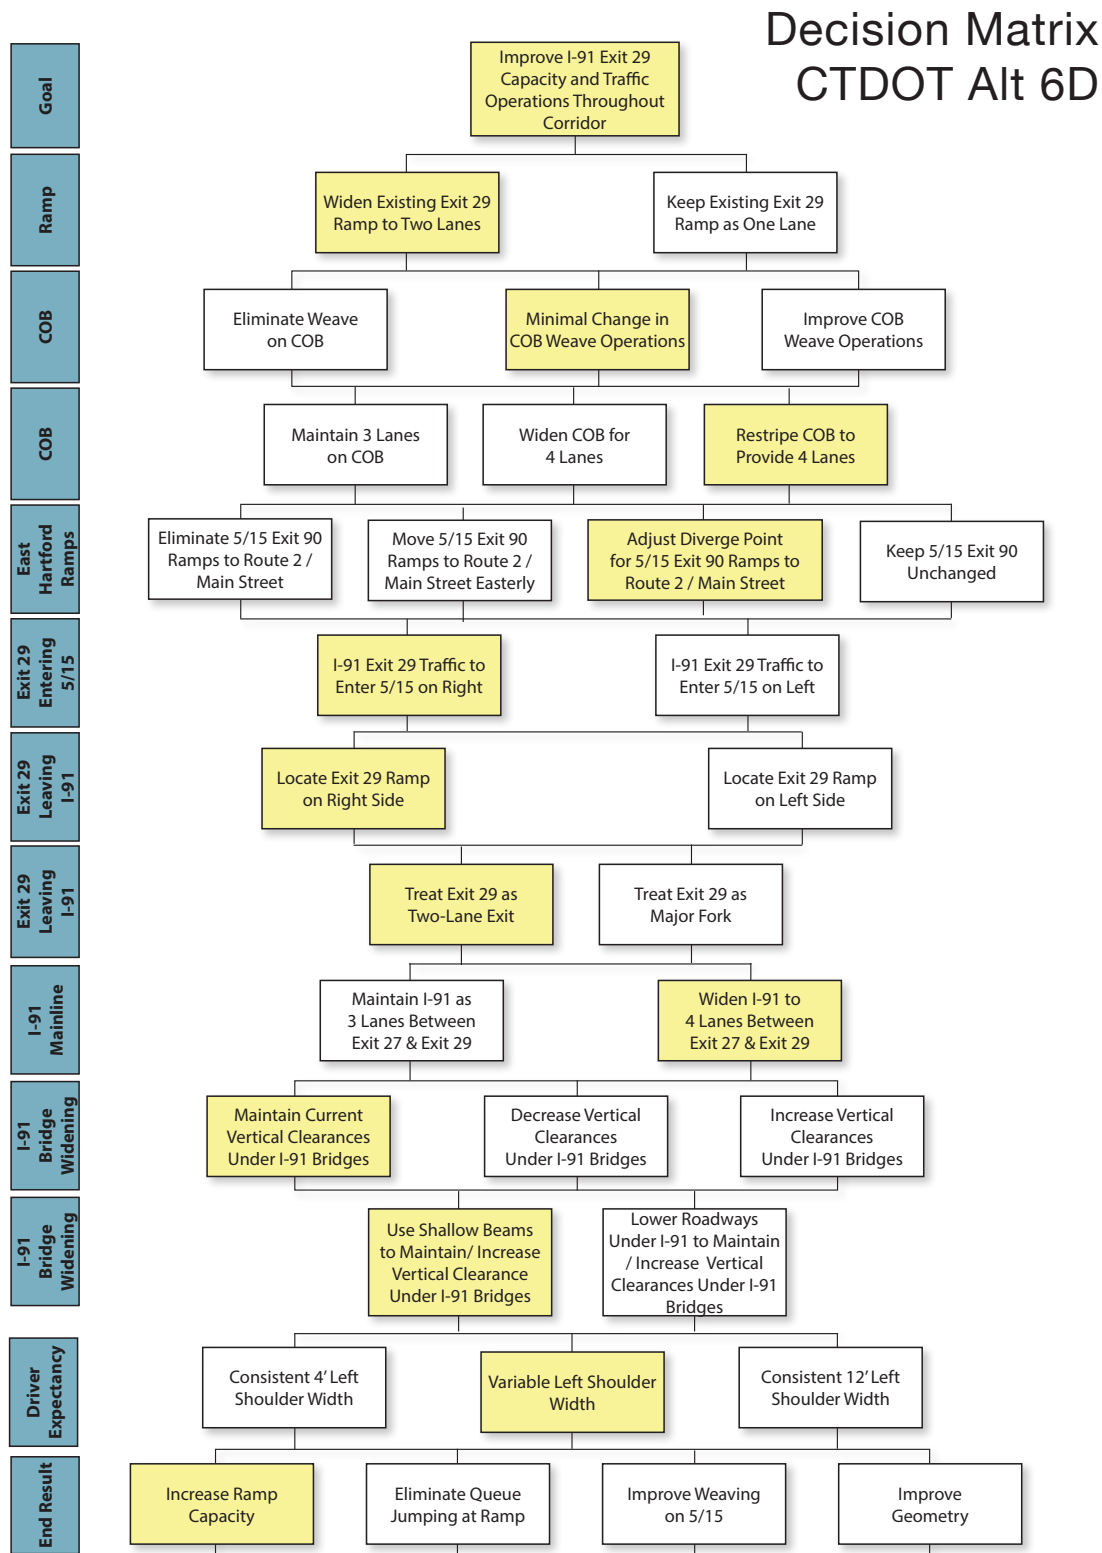 Decision Matrix
CTDOT Alt 6D
Goal
Improve I-91 Exit 29
Capacity and Traffic
Operations Throughout
Corridor
Ramp
Widen Existing Exit 29
Ramp to Two Lanes
Keep Existing Exit 29
Ramp as One Lane
COB
Eliminate Weave
on COB
Minimal Change in
COB Weave Operations
Improve COB
Weave Operations
COB
Maintain 3 Lanes
on COB
Widen COB for
4 Lanes
Restripe COB to
Provide 4 Lanes
East
Hartford
Ramps
Eliminate 5/15 Exit 90
Ramps to Route 2 /
Main Street
Move 5/15 Exit 90
Ramps to Route 2 /
Main Street Easterly
Adjust Diverge Point
for 5/15 Exit 90 Ramps to
Route 2 / Main Street
Keep 5/15 Exit 90
Unchanged
Exit 29
Entering
5/15
I-91 Exit 29 Traffic to
Enter 5/15 on Right
I-91 Exit 29 Traffic to
Enter 5/15 on Left
Exit 29
Leaving
I-91
Locate Exit 29 Ramp
on Right Side
Locate Exit 29 Ramp
on Left Side
Exit 29
Leaving
I-91
Treat Exit 29 as
Two-Lane Exit
Treat Exit 29 as
Major Fork
I-91
Mainline
Maintain I-91 as
3 Lanes Between
Exit 27 & Exit 29
Widen I-91 to
4 Lanes Between
Exit 27 & Exit 29
I-91
Bridge
Widening
Maintain Current
Vertical Clearances
Under I-91 Bridges
Decrease Vertical
Clearances
Under I-91 Bridges
Increase Vertical
Clearances
Under I-91 Bridges
I-91
Bridge
Widening
Use Shallow Beams
to Maintain/ Increase
Vertical Clearance
Under I-91 Bridges
Lower Roadways
Under I-91 to Maintain
/ Increase Vertical
Clearances Under I-91
Bridges
Driver
Expectancy
Consistent 4' Left
Shoulder Width
Variable Left Shoulder
Width
Consistent 12' Left
Shoulder Width
End Result
Increase Ramp
Capacity
Eliminate Queue
Jumping at Ramp
Improve Weaving
on 5/15
Improve
Geometry